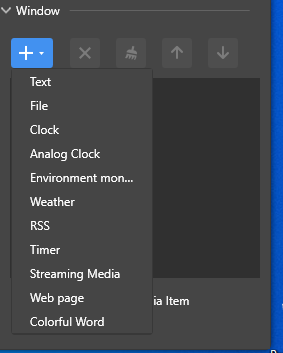 Window
Text
File
Clock
Analog Clock
Environment mon...
Weather
RSS
Timer
Streaming Media
Web page
ia Item
Colorful Word